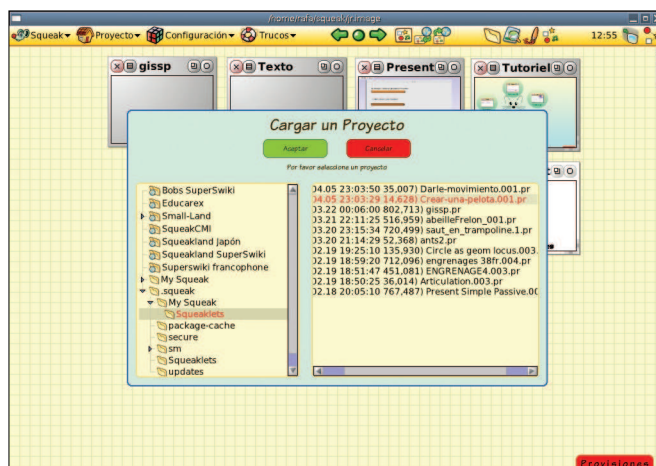 /home/rafa/squeak/r.image
Squeak Proyecto Configuración Trucos 12:55
gissp Texto Present Tutoriel
Cargar un Proyecto
Aceptar Cancelar
Por favor seleccione un proyecto
Bobs SuperSwiki
Educarex
Small-Land
SqueakCMI
Squeakland Japón
Squeakland SuperSwiki
Superswiki francophone
My Squeak
.squeak
My Squeak
Squeaklets
package-cache
secure
sm
Squeaklets
updates
04.05 23:03:50 35,007) Darle-movimiento.001.pr
04.05 23:03:29 14,628) Crear-una-pelota.001.pr
03.22 00:06:00 802,713) gissp.pr
03.21 22:11:25 516,959) abeilleFrelon_001.pr
03.20 23:15:34 720,499) saut_en_trampoline.1.pr
03.20 21:14:29 52,368) ants2.pr
02.19 19:25:10 135,930) Circle as geom locus.003.
02.19 18:59:20 712,096) engrenages 38fr.004.pr
02.19 18:51:47 451,081) ENGRENAGE4.003.pr
02.19 18:50:25 36,014) Articulation.003.pr
02.18 20:05:10 767,487) Present Simple Passive.00
Provisiones